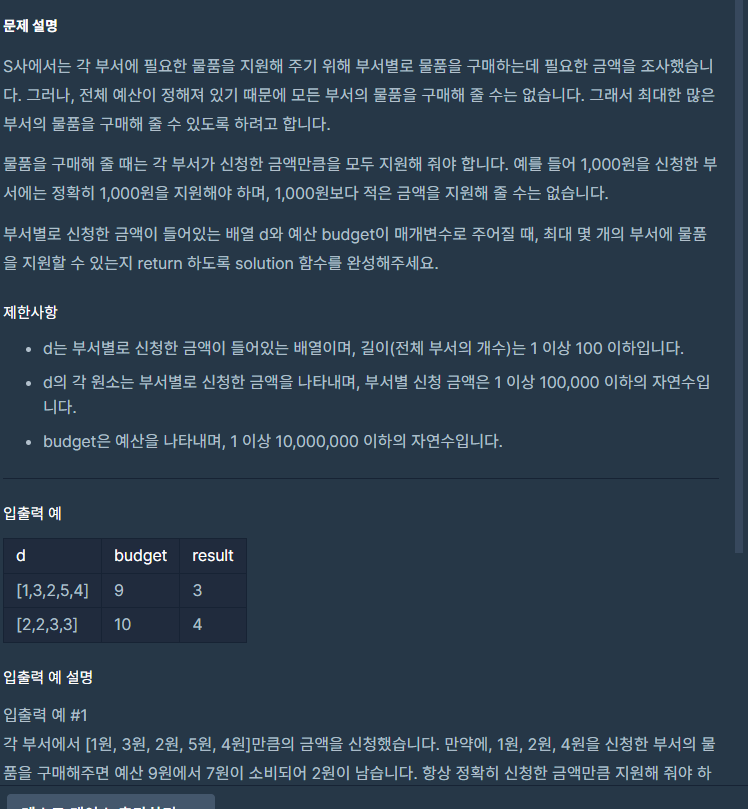 문제 설명
S사에서는 각 부서에 필요한 물품을 지원해 주기 위해 부서별로 물품을 구매하는데 필요한 금액을 조사했습니
다. 그러나, 전체 예산이 정해져 있기 때문에 모든 부서의 물품을 구매해 줄 수는 없습니다. 그래서 최대한 많은
부서의 물품을 구매해 줄 수 있도록 하려고 합니다.
물품을 구매해 줄 때는 각 부서가 신청한 금액만큼을 모두 지원해 줘야 합니다. 예를 들어 1,000원을 신청한 부
서에는 정확히 1,000원을 지원해야 하며, 1,000원보다 적은 금액을 지원해 줄 수는 없습니다.
부서별로 신청한 금액이 들어있는 배열 d와 예산 budget이 매개변수로 주어질 때, 최대 몇 개의 부서에 물품
을 지원할 수 있는지 return 하도록 solution 함수를 완성해주세요.
제한사항
• d는 부서별로 신청한 금액이 들어있는 배열이며, 길이(전체 부서의 개수)는 1 이상 100 이하입니다.
• d의 각 원소는 부서별로 신청한 금액을 나타내며, 부서별 신청 금액은 1 이상 100,000 이하의 자연수입
니다.
• budget은 예산을 나타내며, 1 이상 10,000,000 이하의 자연수입니다.
입출력 예
d budget result
[1,3,2,5,4] 9 3
[2,2,3,3] 10 4
입출력 예 설명
입출력 예 #1
각 부서에서 [1원, 3원, 2원, 5원, 4원]만큼의 금액을 신청했습니다. 만약에, 1원, 2원, 4원을 신청한 부서의 물
품을 구매해주면 예산 9원에서 7원이 소비되어 2원이 남습니다. 항상 정확히 신청한 금액만큼 지원해 줘야 하